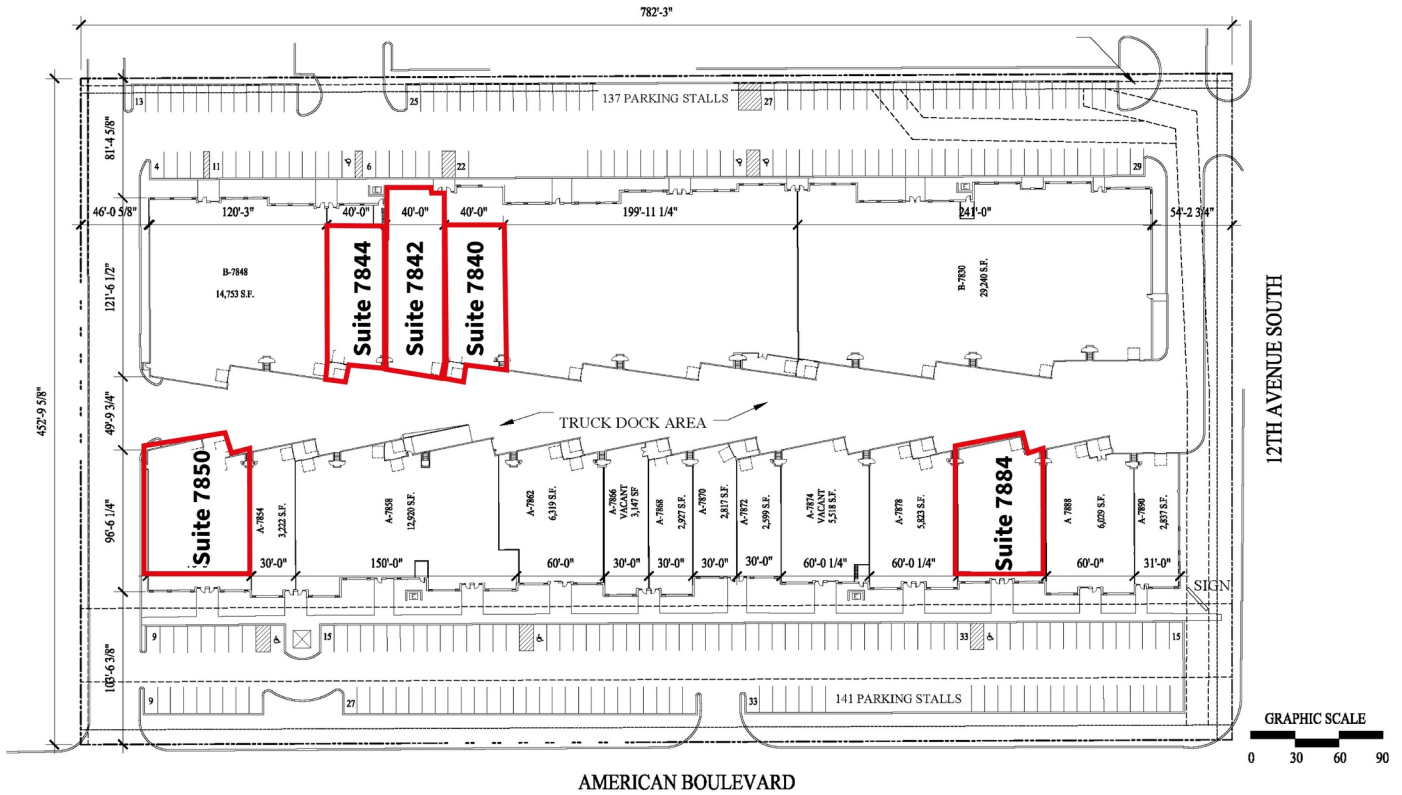 782'-3"
13
25
137 PARKING STALLS
27
81'-4 5/8"
4
11
6
22
29
46'-0 5/8"
120'-3"
40'-0"
40'-0"
40'-0"
199'-11 1/4"
241'-0"
54'-2 3/4"
452'-9 5/8"
121'-6 1/2"
B-7848
14,753 S.F.
Suite 7844
Suite 7842
Suite 7840
B-7830
29,240 S.F.
12TH AVENUE SOUTH
49'-9 3/4"
TRUCK DOCK AREA
96'-6 1/4"
Suite 7850
A-7854
3,222 S.F.
A-7858
12,920 S.F.
A-7862
6,319 S.F.
A-7866
VACANT
3,147 SF
A-7868
2,927 S.F.
A-7870
2,817 S.F.
A-7872
2,599 S.F.
A-7874
VACANT
5,518 S.F.
A-7878
5,823 S.F.
Suite 7884
A 7888
6,029 S.F.
A-7890
2,837 S.F.
30'-0"
150'-0"
60'-0"
30'-0"
30'-0"
30'-0"
30'-0"
60'-0 1/4"
60'-0 1/4"
60'-0"
31'-0"
SIGN
103'-6 3/8"
9
15
33
15
9
27
33
141 PARKING STALLS
GRAPHIC SCALE
0 30 60 90
AMERICAN BOULEVARD